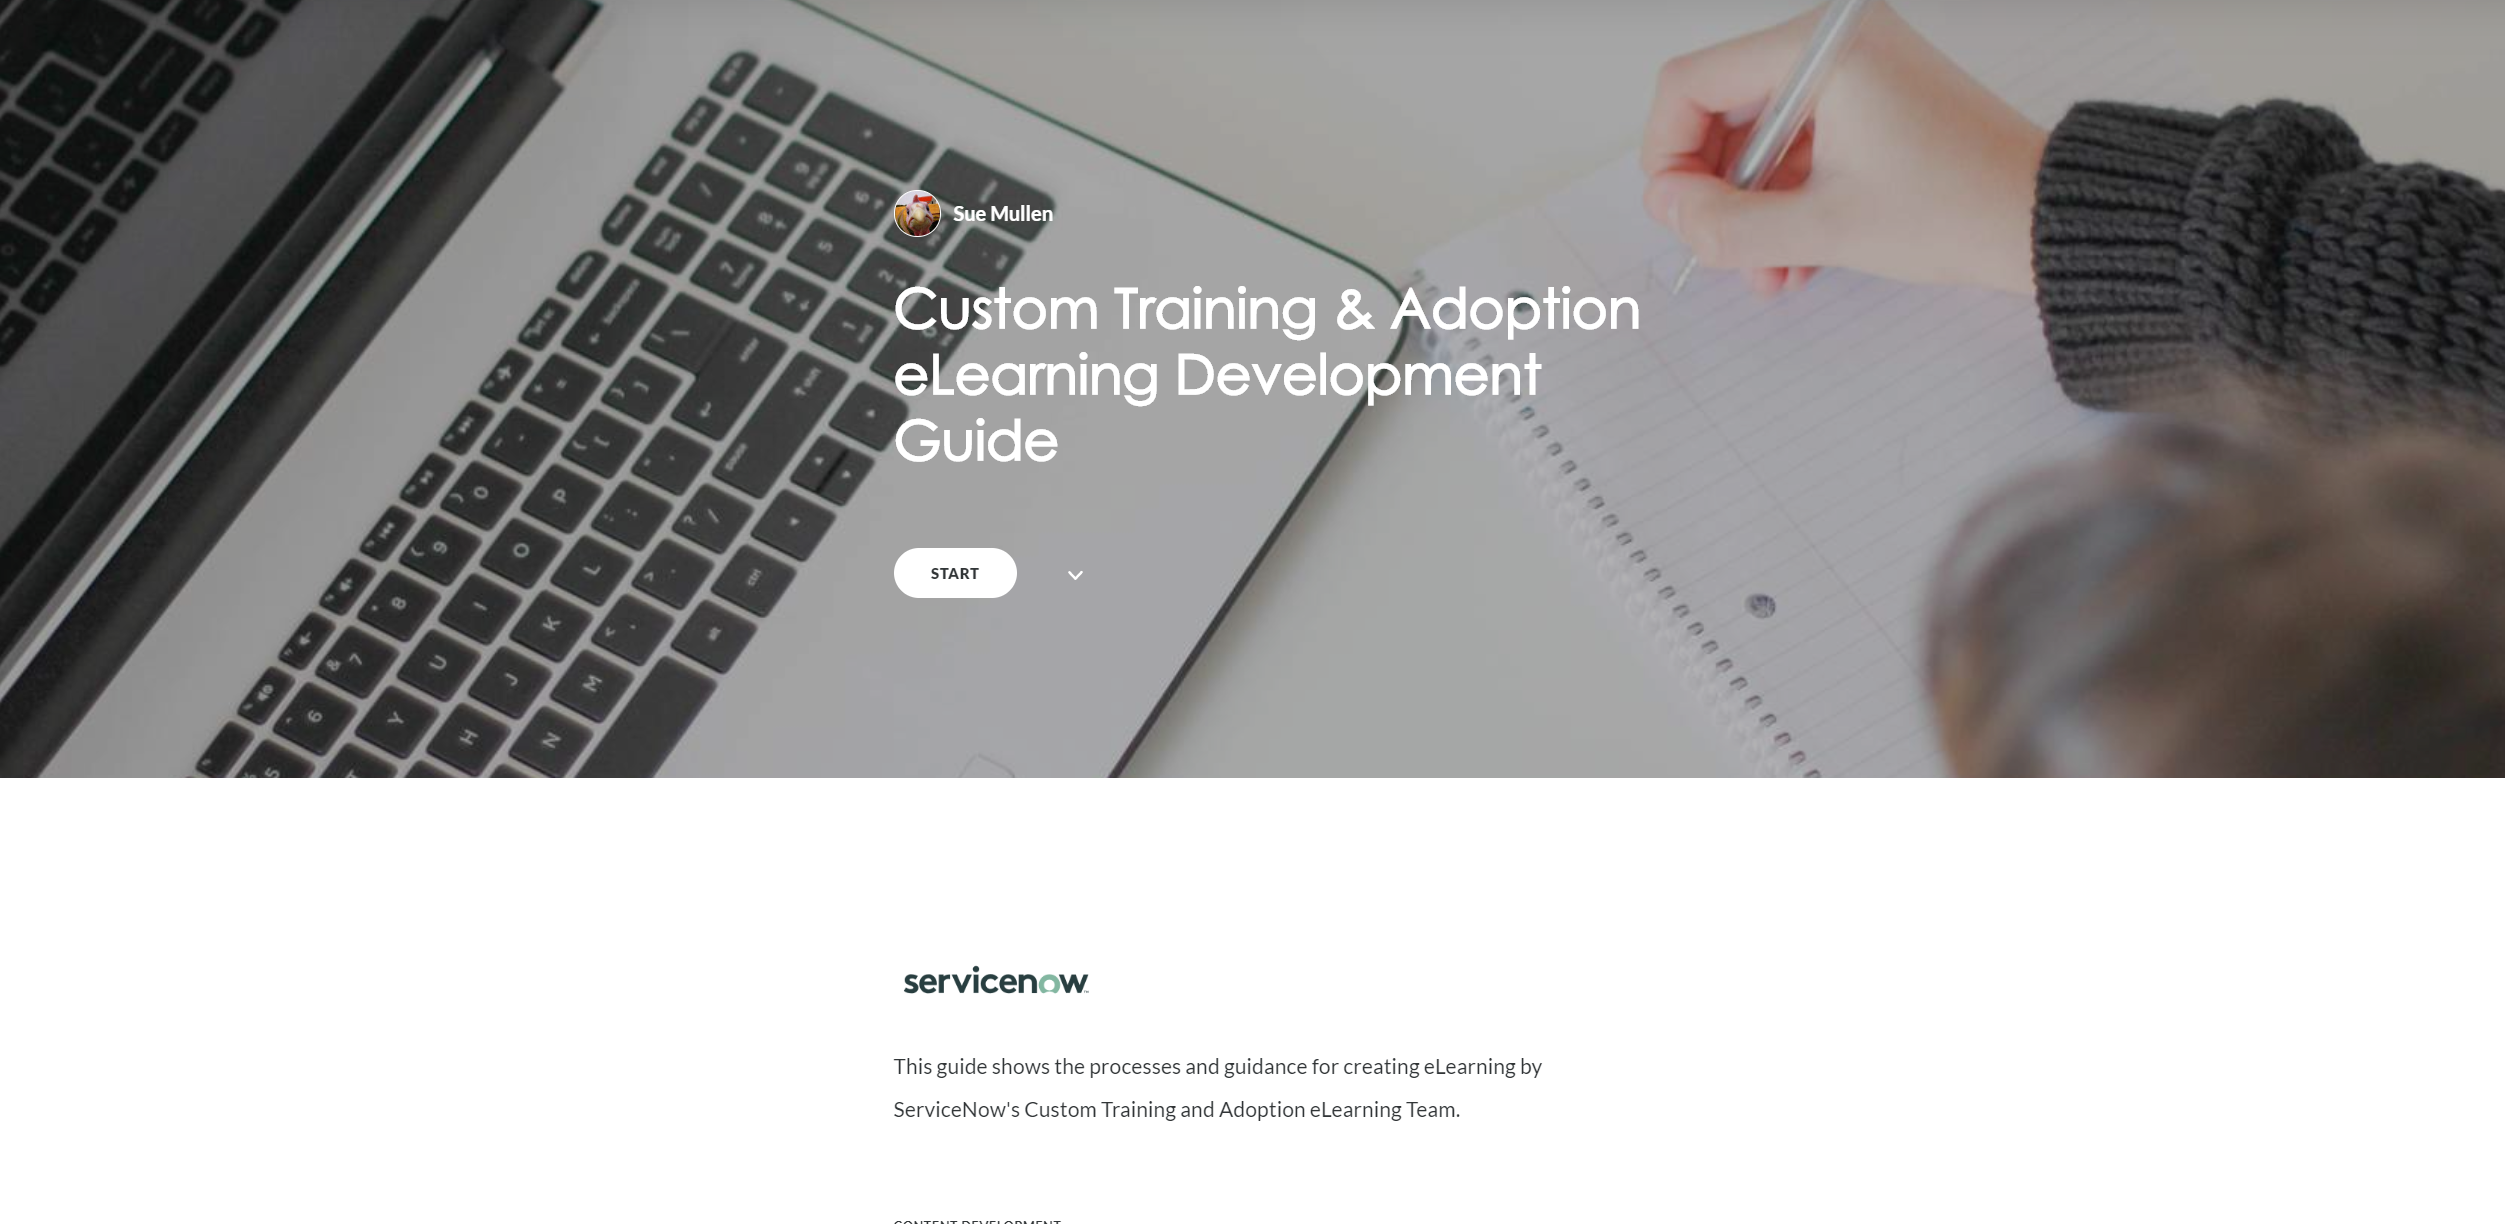 Sue Mullen
Custom Training & Adoption
eLearning Development
Guide
START
servicenow
This guide shows the processes and guidance for creating eLearning by
ServiceNow's Custom Training and Adoption eLearning Team.
CONTENT DEVELOPMENT